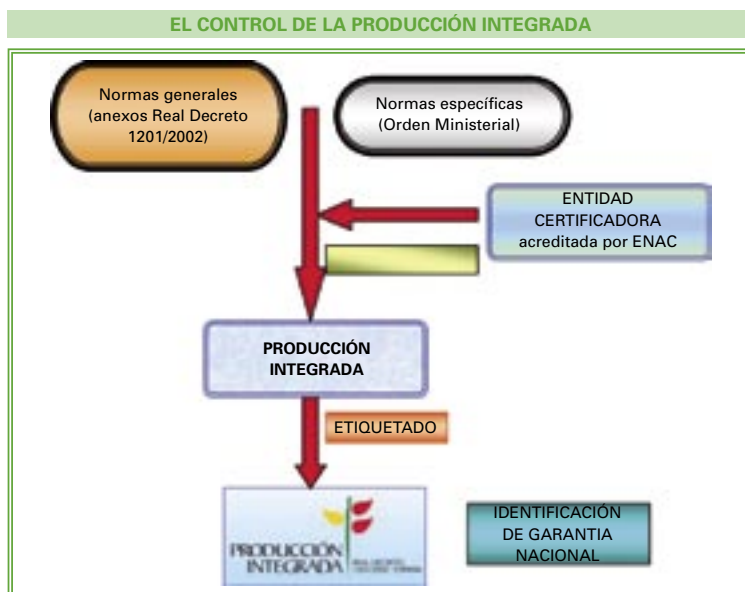 EL CONTROL DE LA PRODUCCIÓN INTEGRADA
Normas generales
(anexos Real Decreto
1201/2002)
Normas específicas
(Orden Ministerial)
ENTIDAD
CERTIFICADORA
acreditada por ENAC
PRODUCCIÓN
INTEGRADA
ETIQUETADO
PRODUCCIÓN
INTEGRADA
IDENTIFICACIÓN
DE GARANTIA
NACIONAL